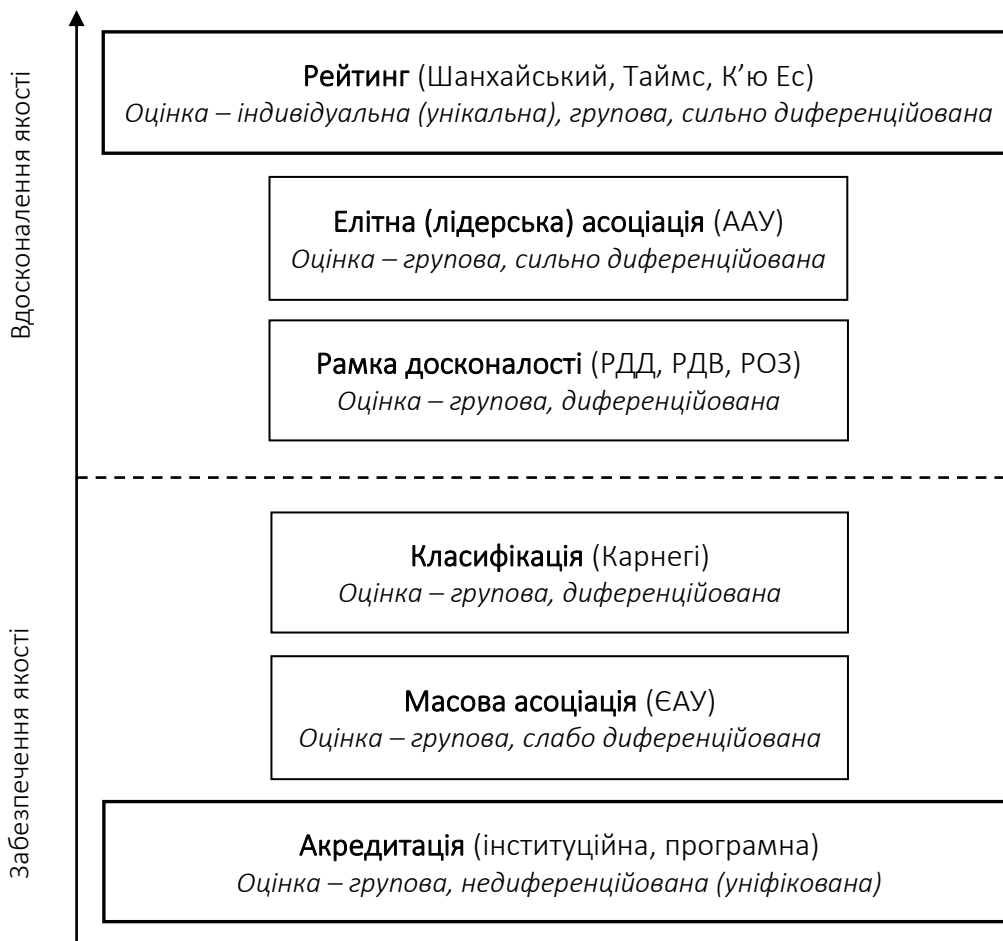 Вдосконалення якості
Рейтинг (Шанхайський, Таймс, К’ю Ес)
Оцінка – індивідуальна (унікальна), групова, сильно диференційована
Елітна (лідерська) асоціація (ААУ)
Оцінка – групова, сильно диференційована
Рамка досконалості (РДД, РДВ, РОЗ)
Оцінка – групова, диференційована
Забезпечення якості
Класифікація (Карнегі)
Оцінка – групова, диференційована
Масова асоціація (ЄАУ)
Оцінка – групова, слабо диференційована
Акредитація (інституційна, програмна)
Оцінка – групова, недиференційована (уніфікована)